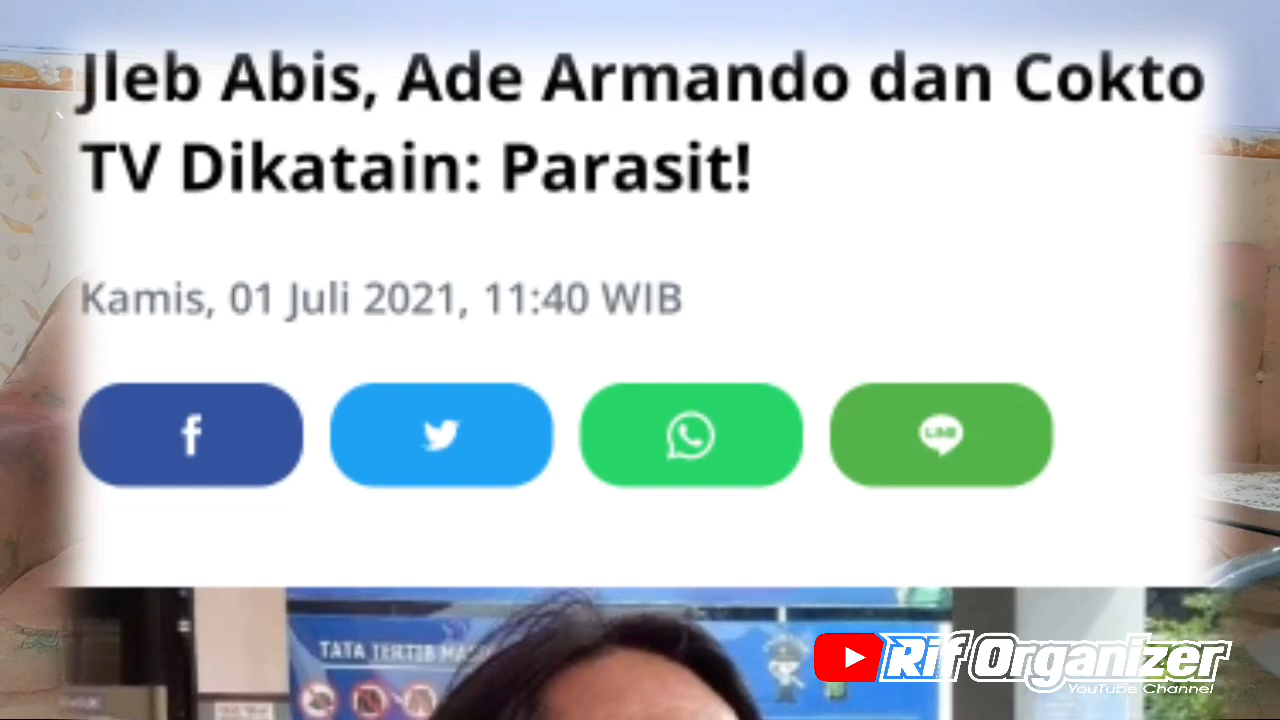 Jleb Abis, Ade Armando dan Cokto
TV Dikatain: Parasit!
Kamis, 01 Juli 2021, 11:40 WIB
f
LINE
TATA TERTIB
Rif Organizer
YouTube Channel